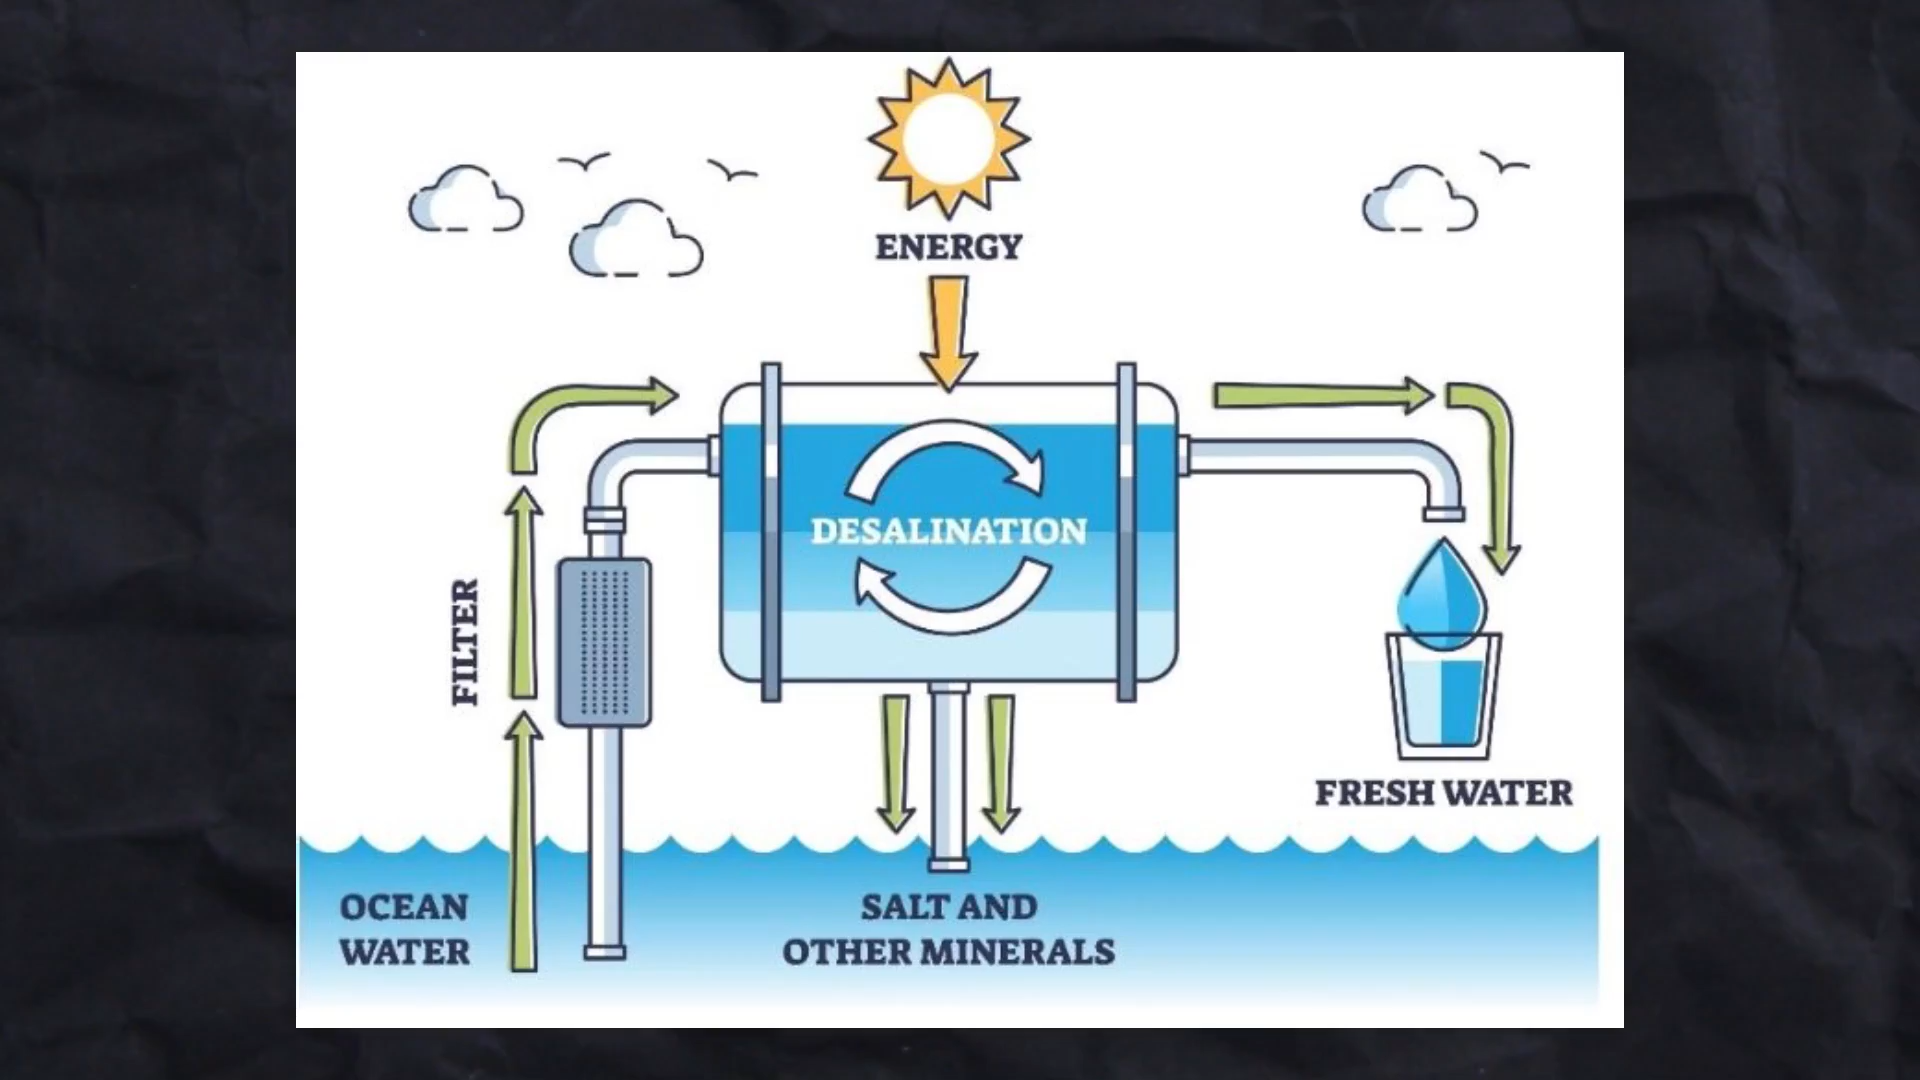 ENERGY
DESALINATION
FILTER
FRESH WATER
OCEAN
WATER
SALT AND
OTHER MINERALS